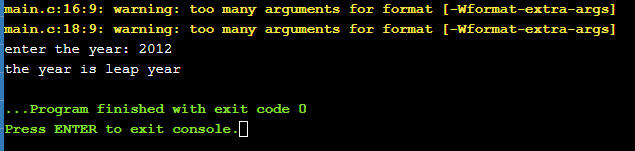 main.c:16:9: warning: too many arguments for format [-Wformat-extra-args]
main.c:18:9: warning: too many arguments for format [-Wformat-extra-args]
enter the year: 2012
the year is leap year
...Program finished with exit code 0
Press ENTER to exit console.